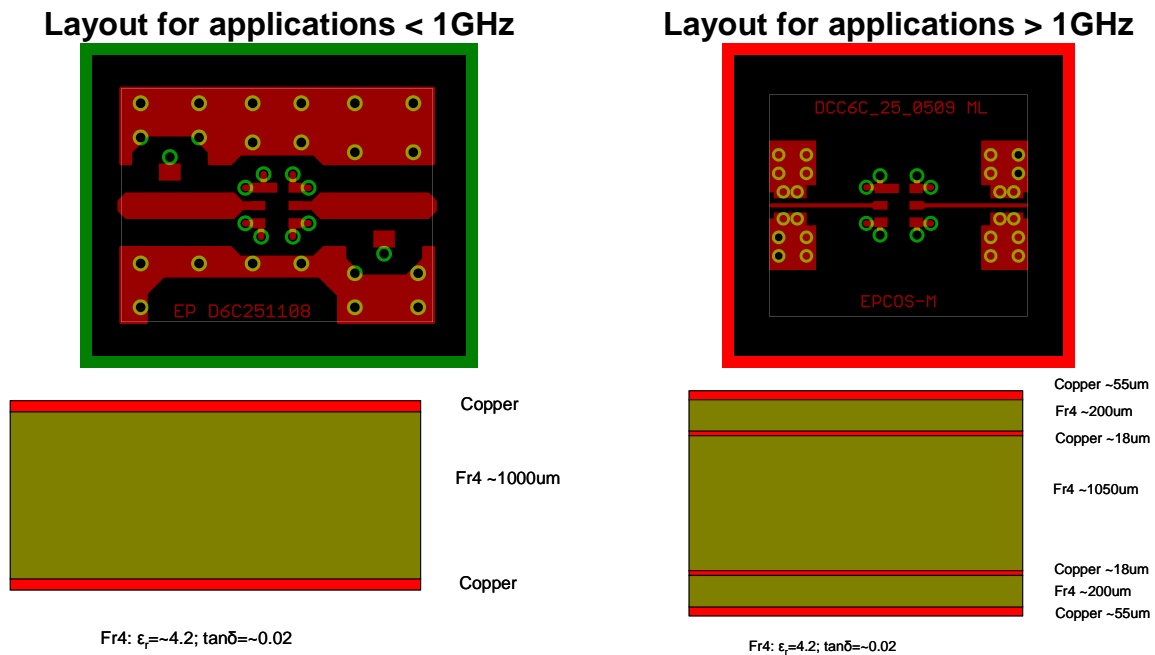 Layout for applications < 1GHz
EP D6C251108
Copper
Fr4 ~1000um
Copper
Fr4: εr=~4.2; tanδ=~0.02
Layout for applications > 1GHz
DCC6C_25_0509 ML
EPCOS-M
Copper ~55um
Fr4 ~200um
Copper ~18um
Fr4 ~1050um
Copper ~18um
Fr4 ~200um
Copper ~55um
Fr4: εr=4.2; tanδ=~0.02